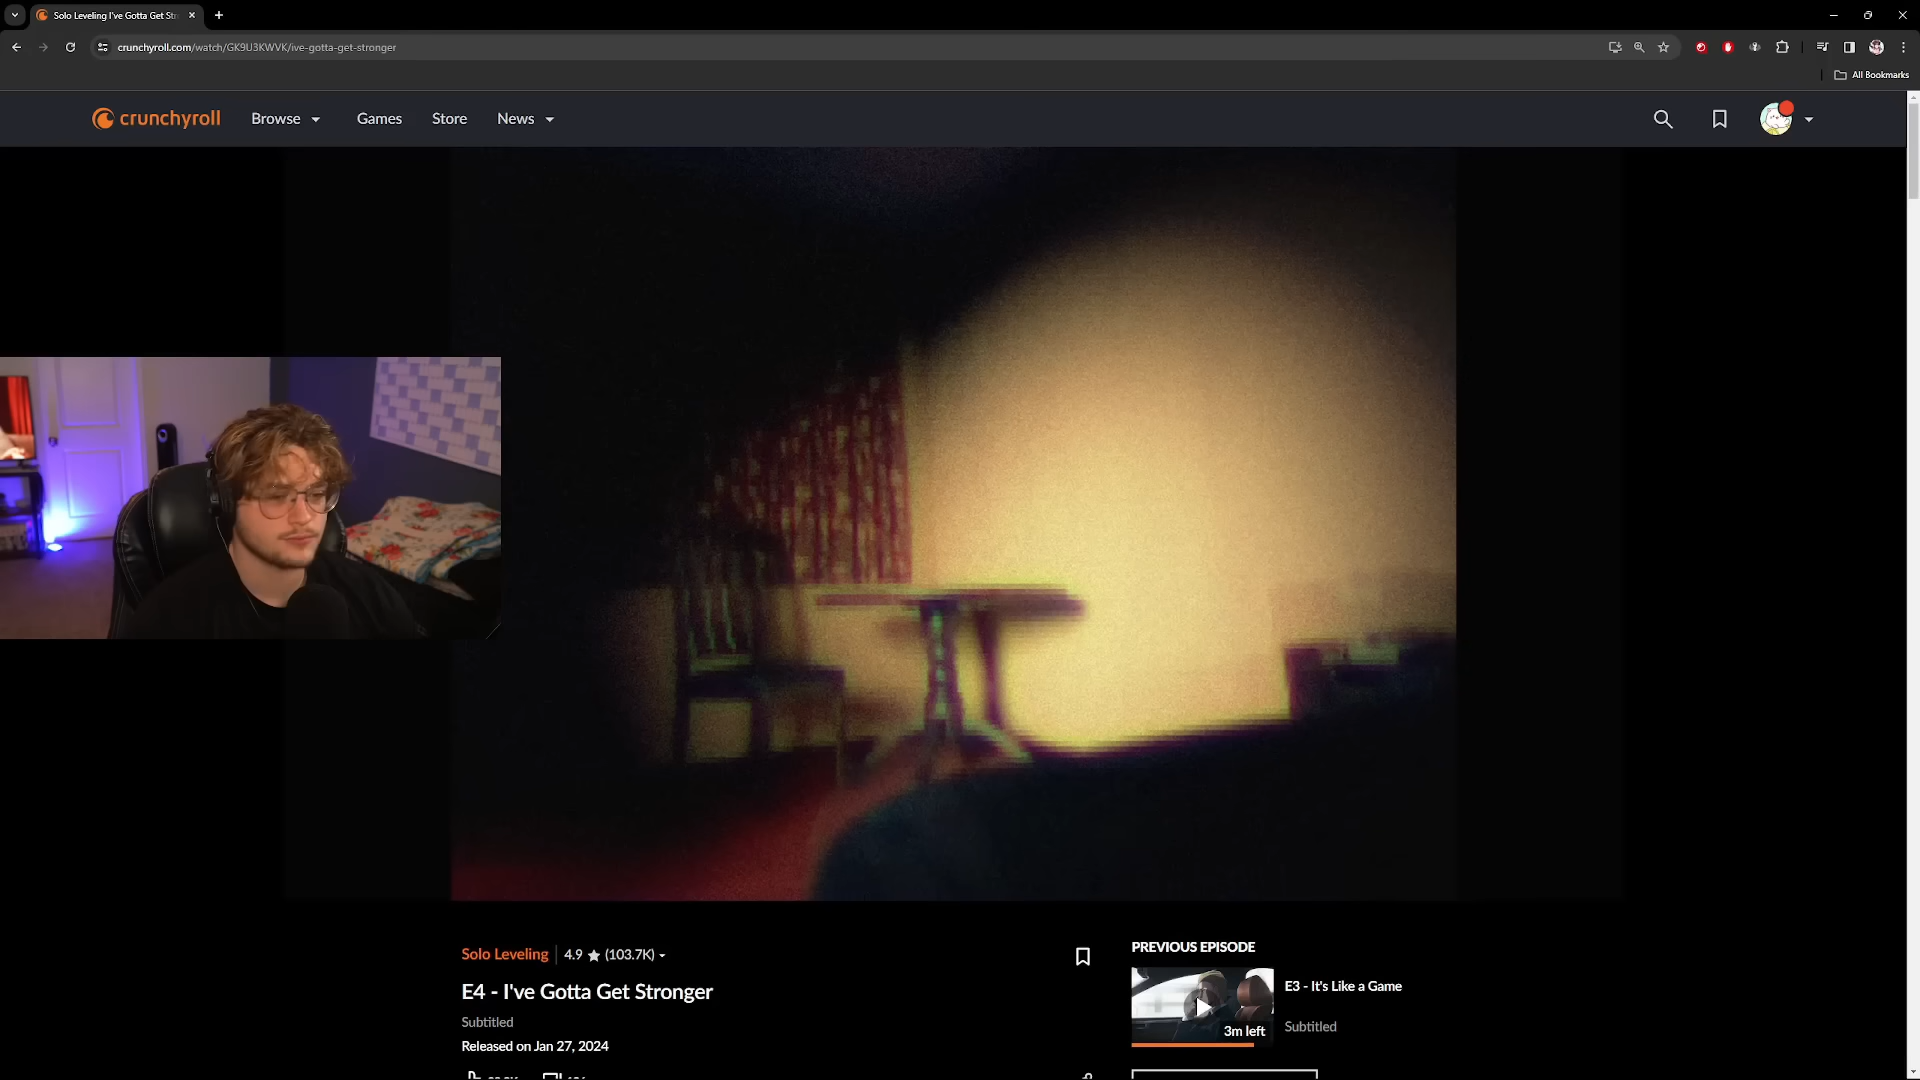 Solo Leveling I've Gotta Get Str
crunchyroll.com/watch/GK9U3KWVK/ive-gotta-get-stronger
All Bookmarks
crunchyroll Browse Games Store News
Solo Leveling 4.9 (103.7K)
E4 - I've Gotta Get Stronger
Subtitled
Released on Jan 27, 2024
PREVIOUS EPISODE
3m left
E3 - It's Like a Game
Subtitled